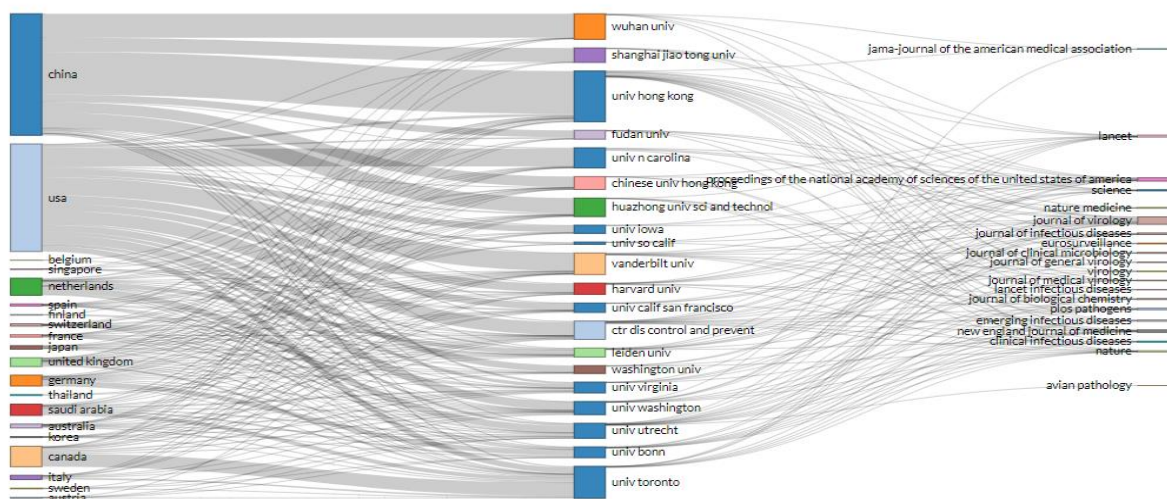 china
usa
belgium
singapore
netherlands
spain
finland
switzerland
france
japan
united kingdom
germany
thailand
saudi arabia
australia
korea
canada
italy
sweden
austria
wuhan univ
shanghai jiao tong univ
univ hong kong
fudan univ
univ n carolina
chinese univ hong kong
huazhong univ sci and technol
univ iowa
univ so calif
vanderbilt univ
harvard univ
univ calif san francisco
ctr dis control and prevent
leiden univ
washington univ
univ virginia
univ washington
univ utrecht
univ bonn
univ toronto
jama-journal of the american medical association
lancet
proceedings of the national academy of sciences of the united states of america
science
nature medicine
journal of virology
journal of infectious diseases
eurosurveillance
journal of clinical microbiology
journal of general virology
virology
journal of medical virology
lancet infectious diseases
journal of biological chemistry
plos pathogens
emerging infectious diseases
new england journal of medicine
clinical infectious diseases
nature
avian pathology